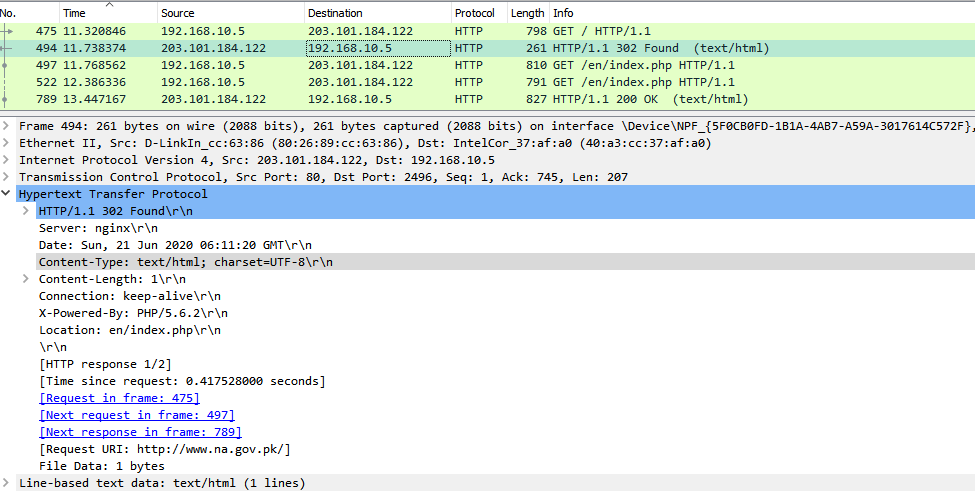 No. Time Source Destination Protocol Length Info
475 11.320846 192.168.10.5 203.101.184.122 HTTP 798 GET / HTTP/1.1
494 11.738374 203.101.184.122 192.168.10.5 HTTP 261 HTTP/1.1 302 Found (text/html)
497 11.768562 192.168.10.5 203.101.184.122 HTTP 810 GET /en/index.php HTTP/1.1
522 12.386336 192.168.10.5 203.101.184.122 HTTP 791 GET /en/index.php HTTP/1.1
789 13.447167 203.101.184.122 192.168.10.5 HTTP 827 HTTP/1.1 200 OK (text/html)
Frame 494: 261 bytes on wire (2088 bits), 261 bytes captured (2088 bits) on interface \Device\NPF_{5F0CB0FD-1B1A-4AB7-A59A-3017614C572F},
Ethernet II, Src: D-LinkIn_cc:63:86 (80:26:89:cc:63:86), Dst: IntelCor_37:af:a0 (40:a3:cc:37:af:a0)
Internet Protocol Version 4, Src: 203.101.184.122, Dst: 192.168.10.5
Transmission Control Protocol, Src Port: 80, Dst Port: 2496, Seq: 1, Ack: 745, Len: 207
Hypertext Transfer Protocol
HTTP/1.1 302 Found\r\n
Server: nginx\r\n
Date: Sun, 21 Jun 2020 06:11:20 GMT\r\n
Content-Type: text/html; charset=UTF-8\r\n
Content-Length: 1\r\n
Connection: keep-alive\r\n
X-Powered-By: PHP/5.6.2\r\n
Location: en/index.php\r\n
\r\n
[HTTP response 1/2]
[Time since request: 0.417528000 seconds]
[Request in frame: 475]
[Next request in frame: 497]
[Next response in frame: 789]
[Request URI: http://www.na.gov.pk/]
File Data: 1 bytes
Line-based text data: text/html (1 lines)